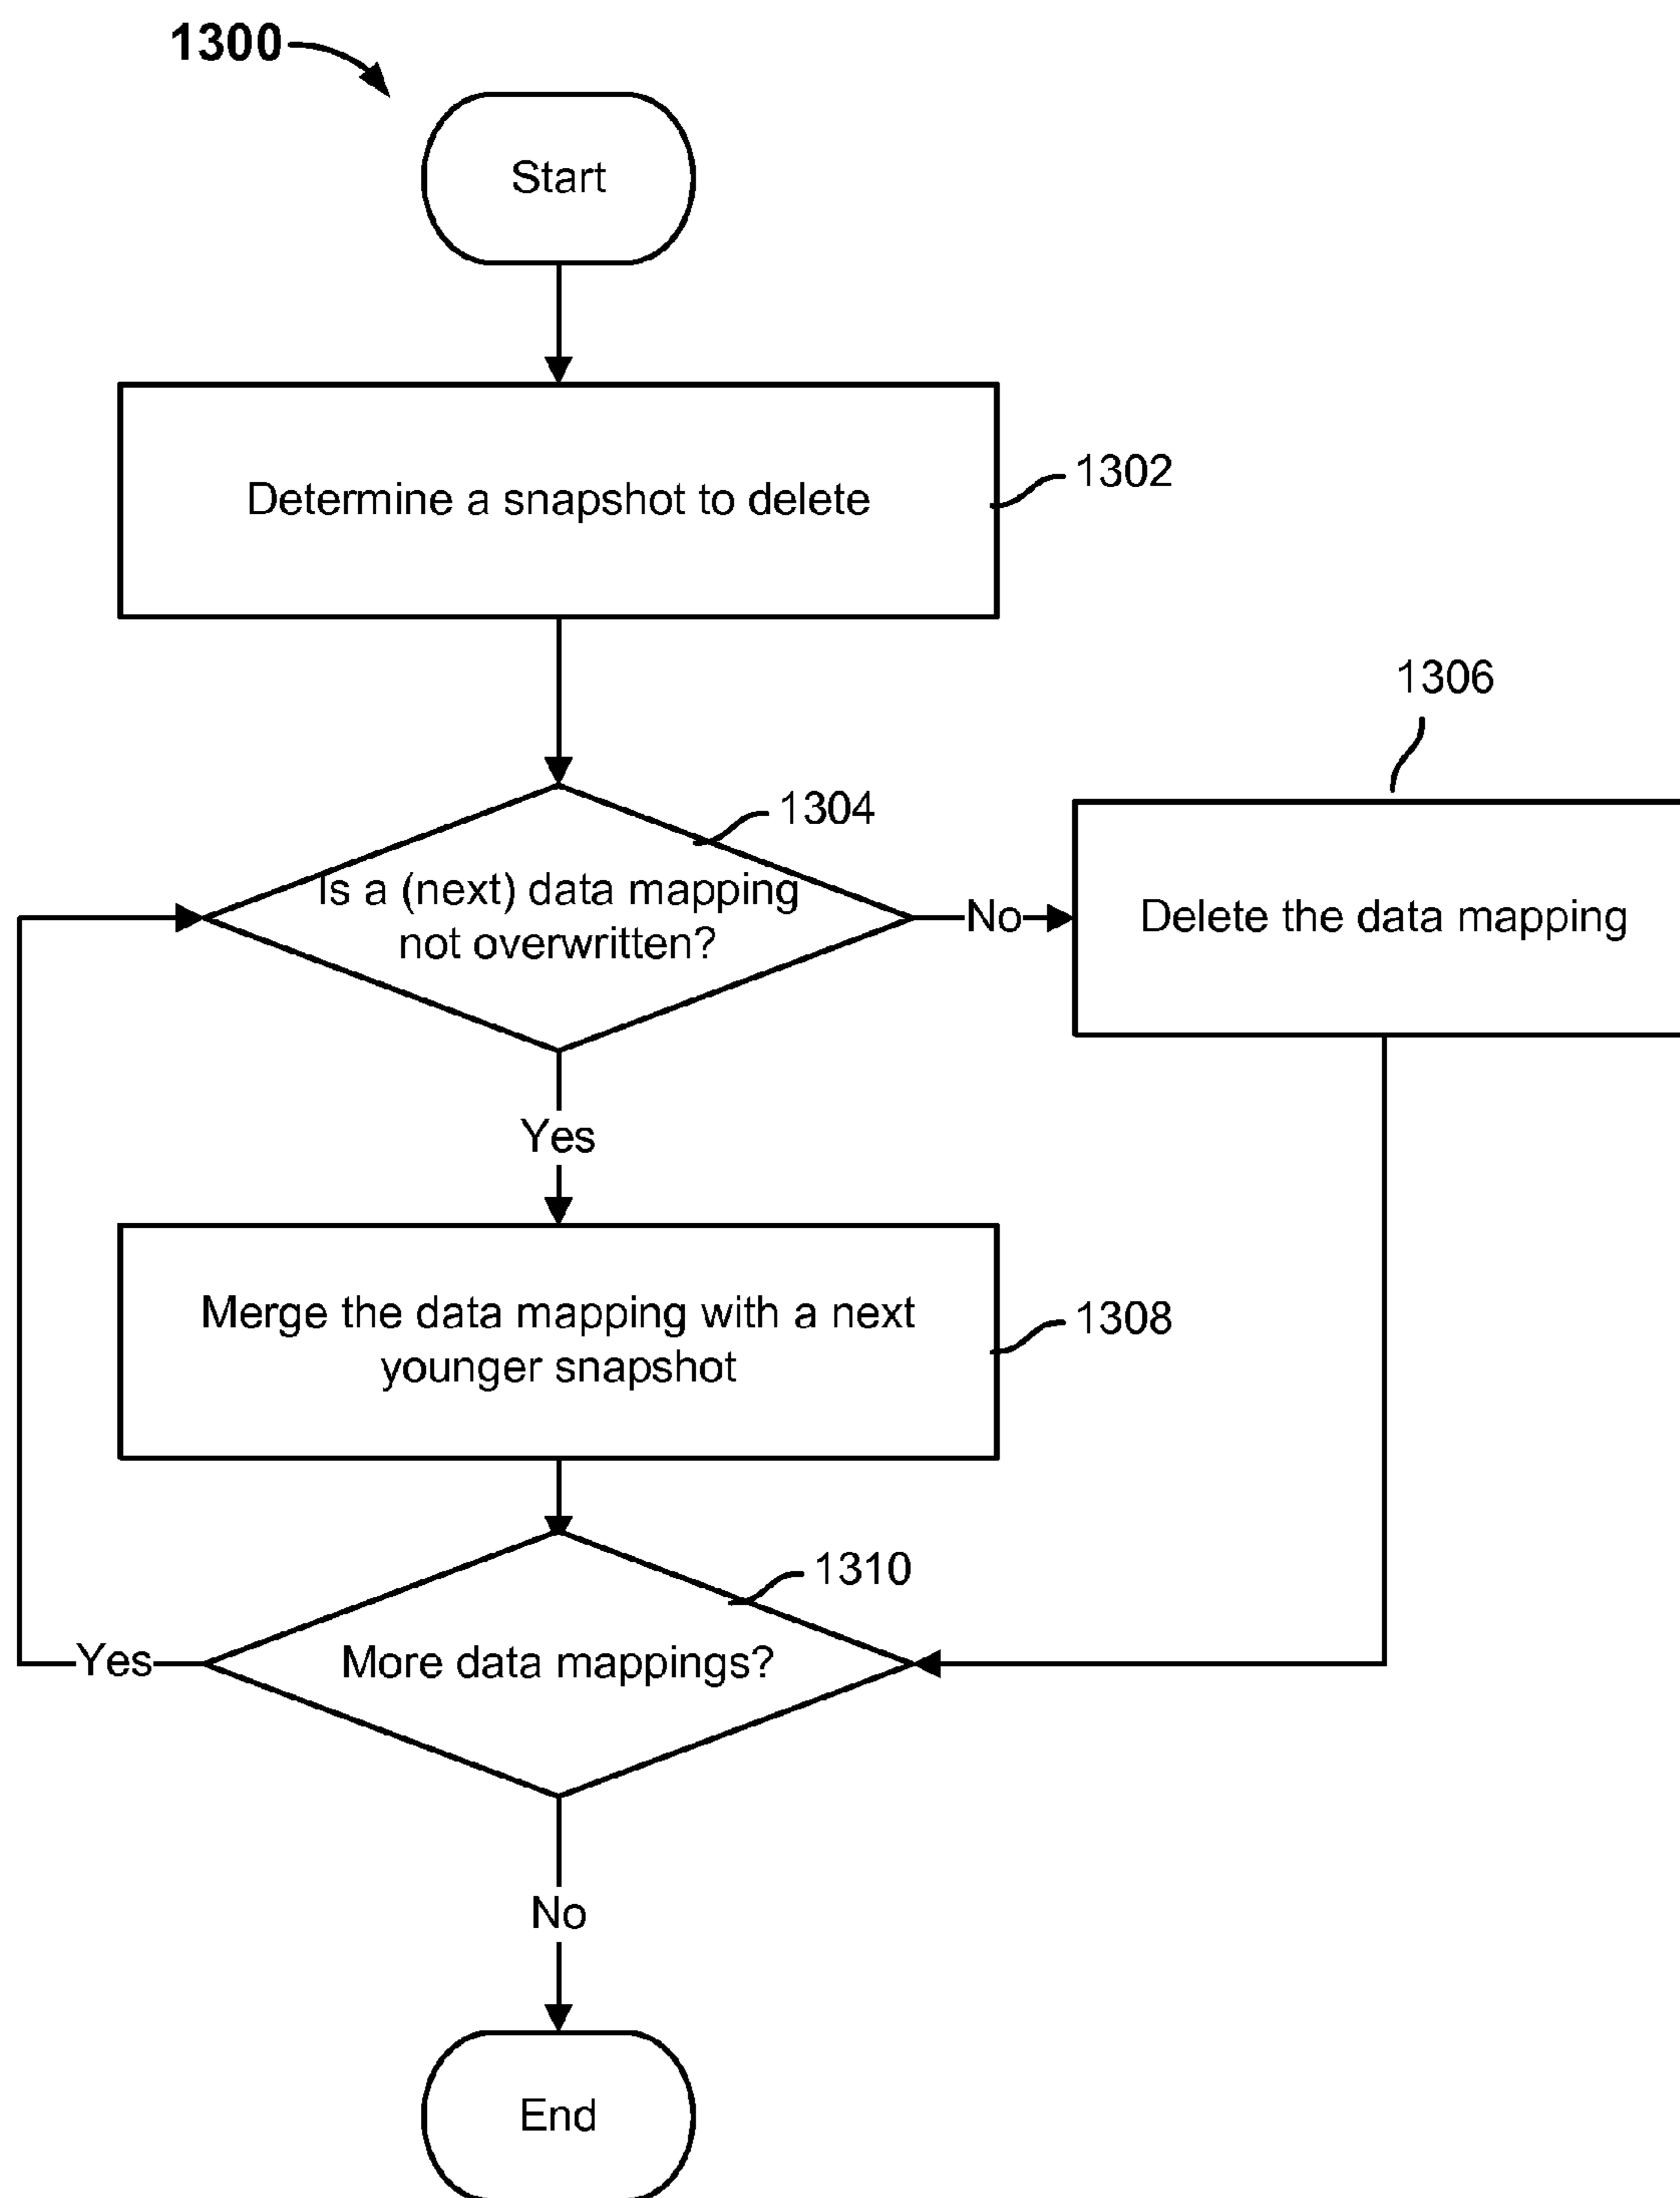 1300
Start
Determine a snapshot to delete
1302
1306
1304
Is a (next) data mapping
not overwritten?
No
Delete the data mapping
Yes
Merge the data mapping with a next
younger snapshot
1308
1310
More data mappings?
Yes
No
End